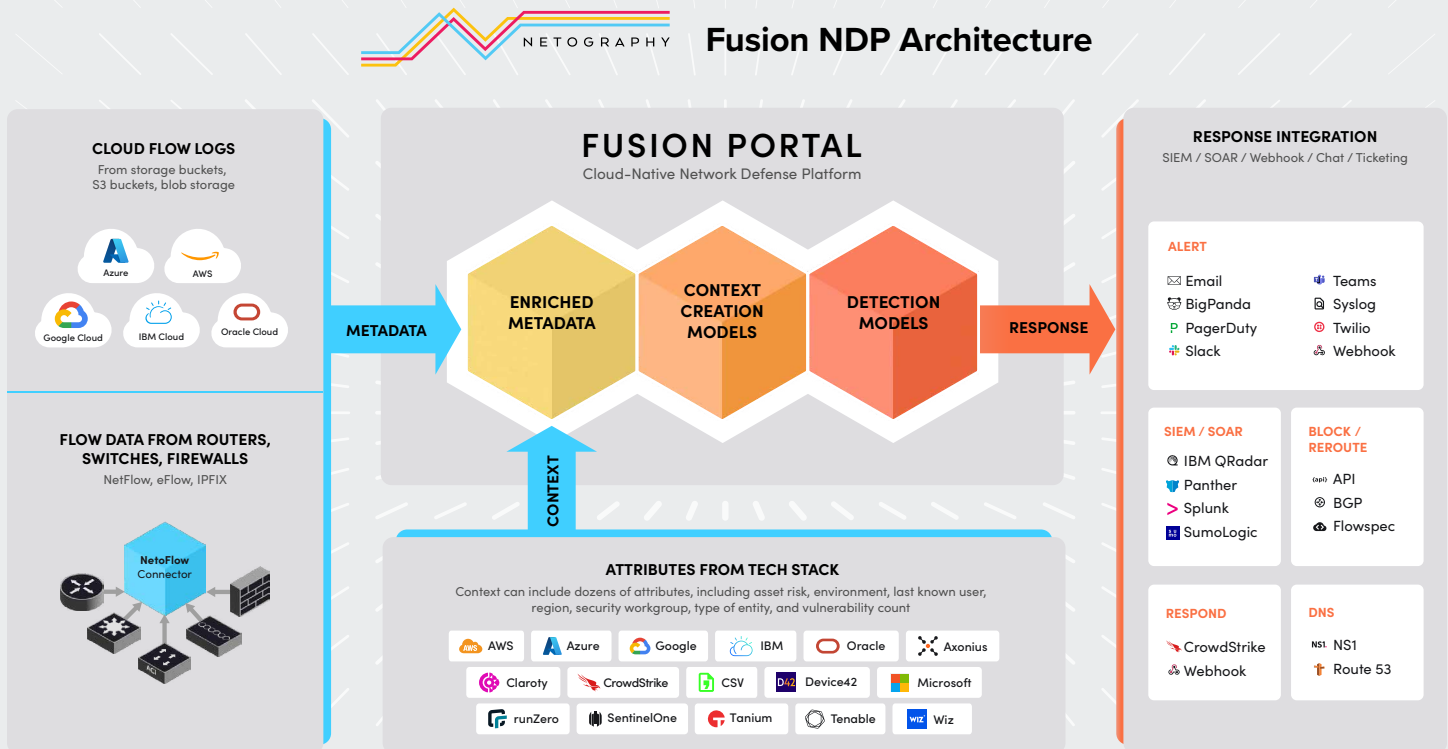 NETOGRAPHY
Fusion NDP Architecture
CLOUD FLOW LOGS
From storage buckets,
S3 buckets, blob storage
Azure
AWS
Google Cloud
IBM Cloud
Oracle Cloud
FLOW DATA FROM ROUTERS,
SWITCHES, FIREWALLS
NetFlow, eFlow, IPFIX
NetoFlow
Connector
ACI
METADATA
FUSION PORTAL
Cloud-Native Network Defense Platform
ENRICHED
METADATA
CONTEXT
CREATION
MODELS
DETECTION
MODELS
CONTEXT
ATTRIBUTES FROM TECH STACK
Context can include dozens of attributes, including asset risk, environment, last known user,
region, security workgroup, type of entity, and vulnerability count
AWS AWS
Azure
Google
IBM
Oracle
Axonius
Claroty
CrowdStrike
CSV
D42 Device42
Microsoft
runZero
SentinelOne
Tanium
Tenable
WIZ Wiz
RESPONSE
RESPONSE INTEGRATION
SIEM / SOAR / Webhook / Chat / Ticketing
ALERT
Email
BigPanda
P PagerDuty
Slack
Teams
Syslog
Twilio
Webhook
SIEM / SOAR
IBM QRadar
Panther
Splunk
SumoLogic
BLOCK /
REROUTE
{api} API
BGP
Flowspec
RESPOND
CrowdStrike
Webhook
DNS
NS1. NS1
Route 53